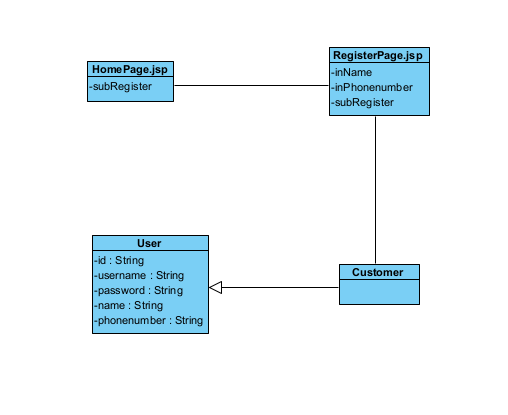 HomePage.jsp
-subRegister
RegisterPage.jsp
-inName
-inPhonenumber
-subRegister
User
-id : String
-username : String
-password : String
-name : String
-phonenumber : String
Customer